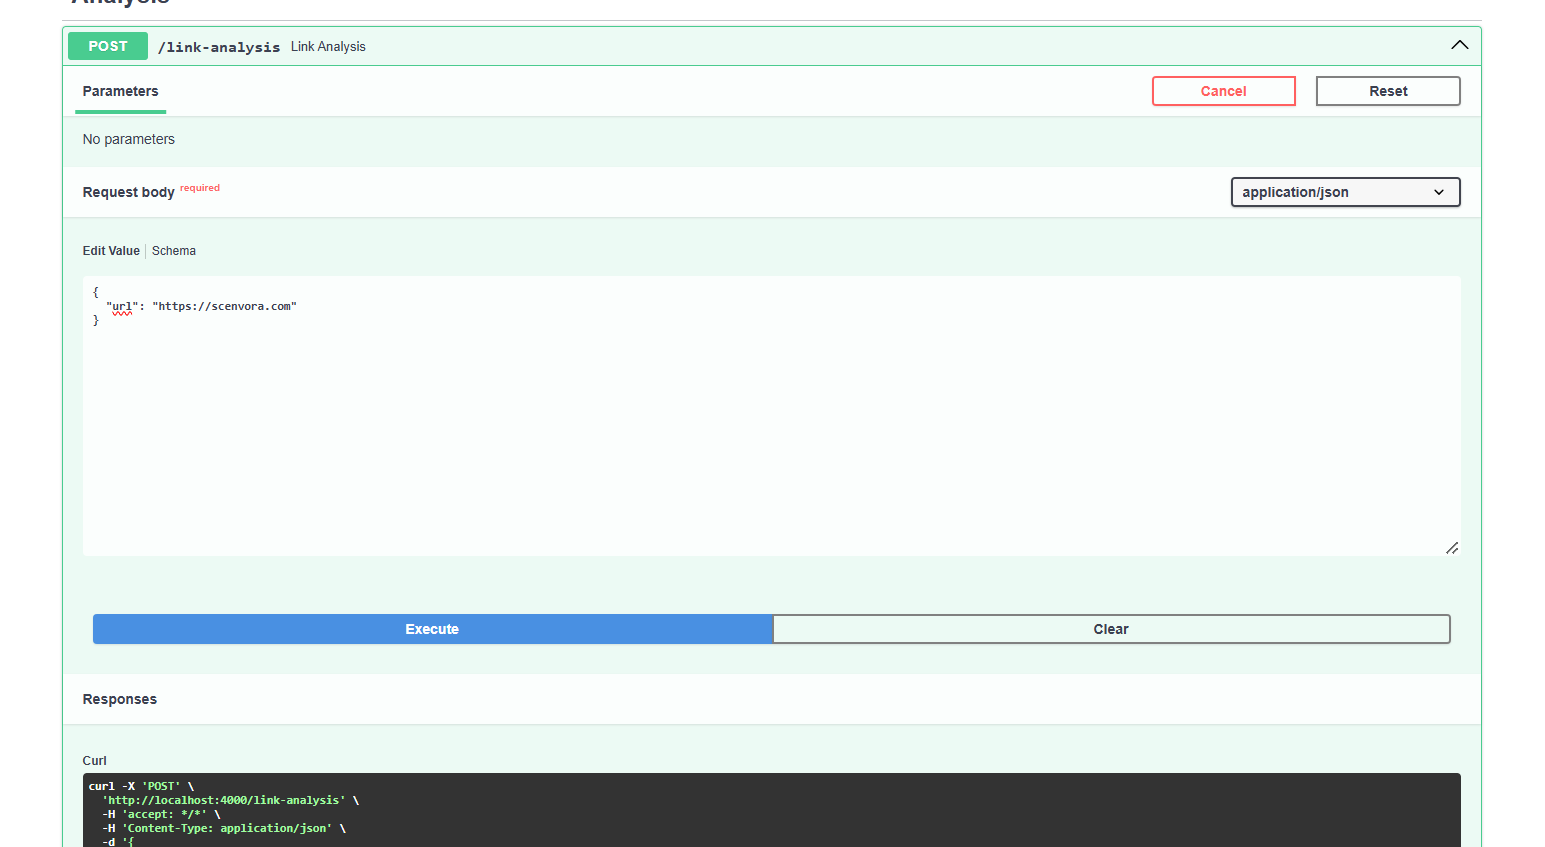 Analysis
POST /link-analysis Link Analysis
Parameters Cancel Reset
No parameters
Request body required application/json
Edit Value Schema
{
"url": "https://scenvora.com"
}
Execute Clear
Responses
Curl
curl -X 'POST' \
'http://localhost:4000/link-analysis' \
-H 'accept: */*' \
-H 'Content-Type: application/json' \
-d '{